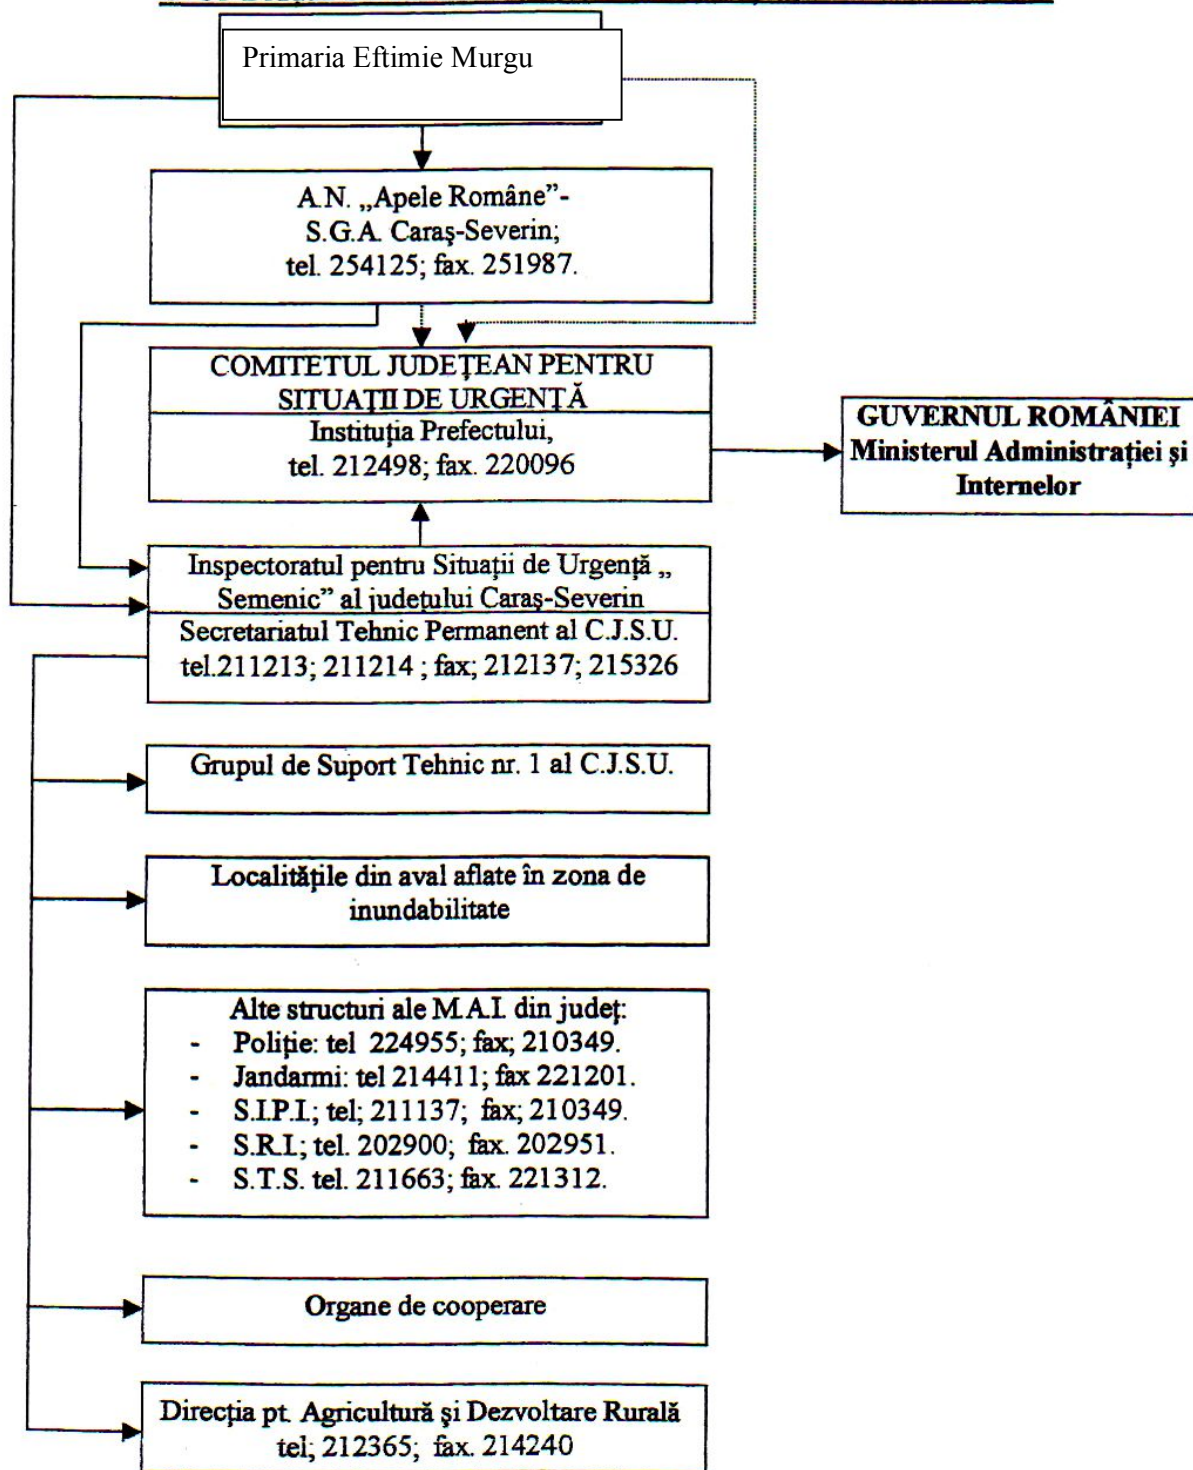 Primaria Eftimie Murgu
A.N. „Apele Române”-
S.G.A. Caraş-Severin;
tel. 254125; fax. 251987.
COMITETUL JUDEŢEAN PENTRU
SITUAŢII DE URGENŢĂ
Instituţia Prefectului,
tel. 212498; fax. 220096
GUVERNUL ROMÂNIEI
Ministerul Administraţiei şi
Internelor
Inspectoratul pentru Situaţii de Urgenţă „
Semenic” al judeţului Caraş-Severin
Secretariatul Tehnic Permanent al C.J.S.U.
tel.211213; 211214 ; fax; 212137; 215326
Grupul de Suport Tehnic nr. 1 al C.J.S.U.
Localităţile din aval aflate în zona de
inundabilitate
Alte structuri ale M.A.I. din judeţ:
- Poliţie: tel 224955; fax; 210349.
- Jandarmi: tel 214411; fax 221201.
- S.I.P.I.; tel; 211137; fax; 210349.
- S.R.I.; tel. 202900; fax. 202951.
- S.T.S. tel. 211663; fax. 221312.
Organe de cooperare
Direcţia pt. Agricultură şi Dezvoltare Rurală
tel; 212365; fax. 214240